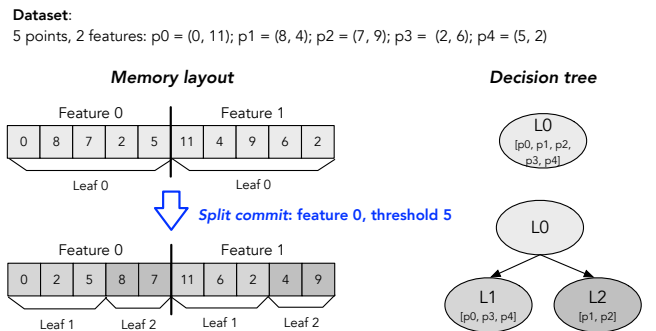 Dataset:
5 points, 2 features: p0 = (0, 11); p1 = (8, 4); p2 = (7, 9); p3 = (2, 6); p4 = (5, 2)
Memory layout
Decision tree
Feature 0 Feature 1
0 8 7 2 5 11 4 9 6 2
Leaf 0 Leaf 0
L0
[p0, p1, p2,
p3, p4]
Split commit: feature 0, threshold 5
Feature 0 Feature 1
0 2 5 8 7 11 6 2 4 9
Leaf 1 Leaf 2 Leaf 1 Leaf 2
L0
L1
[p0, p3, p4]
L2
[p1, p2]